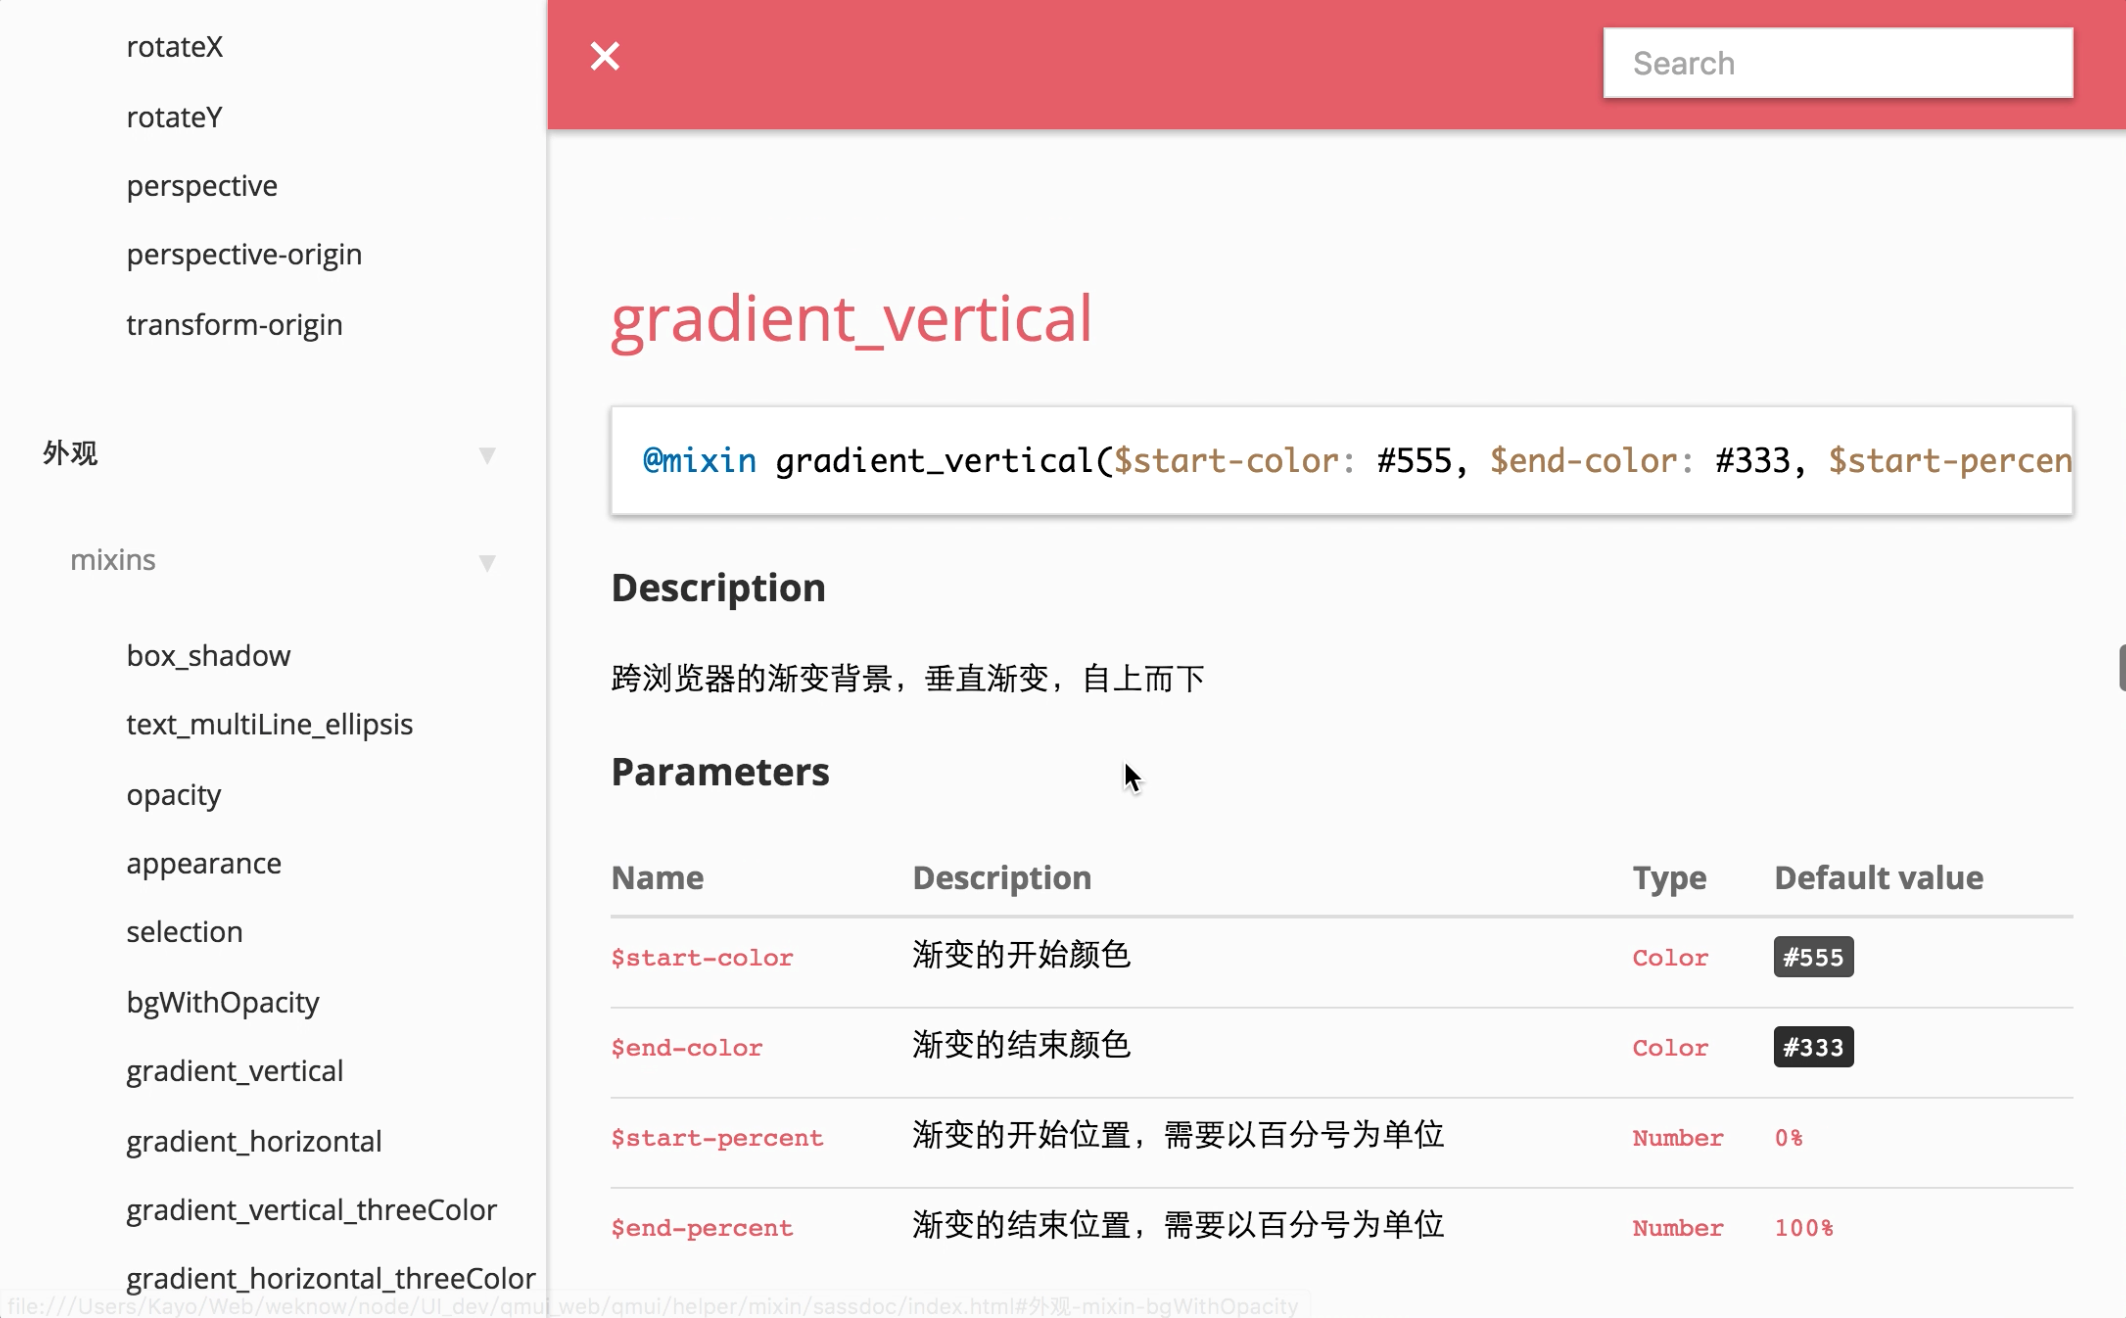 rotateX
rotateY
perspective
perspective-origin
transform-origin
外观
mixins
box_shadow
text_multiLine_ellipsis
opacity
appearance
selection
bgWithOpacity
gradient_vertical
gradient_horizontal
gradient_vertical_threeColor
gradient_horizontal_threeColor
Search
gradient_vertical
@mixin gradient_vertical($start-color: #555, $end-color: #333, $start-percen
Description
跨浏览器的渐变背景，垂直渐变，自上而下
Parameters
Name Description Type Default value
$start-color 渐变的开始颜色 Color #555
$end-color 渐变的结束颜色 Color #333
$start-percent 渐变的开始位置，需要以百分号为单位 Number 0%
$end-percent 渐变的结束位置，需要以百分号为单位 Number 100%
file:///Users/Kayo/Web/weknow/node/UI_dev/qmui_web/qmui/helper/mixin/sassdoc/index.html#外观-mixin-bgWithOpacity